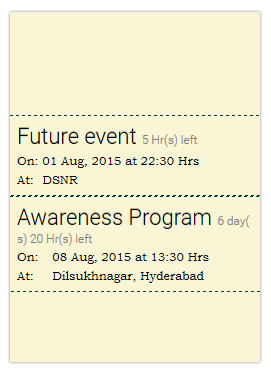 Future event 5 Hr(s) left
On: 01 Aug, 2015 at 22:30 Hrs
At: DSNR
Awareness Program 6 day(
s) 20 Hr(s) left
On: 08 Aug, 2015 at 13:30 Hrs
At: Dilsukhnagar, Hyderabad